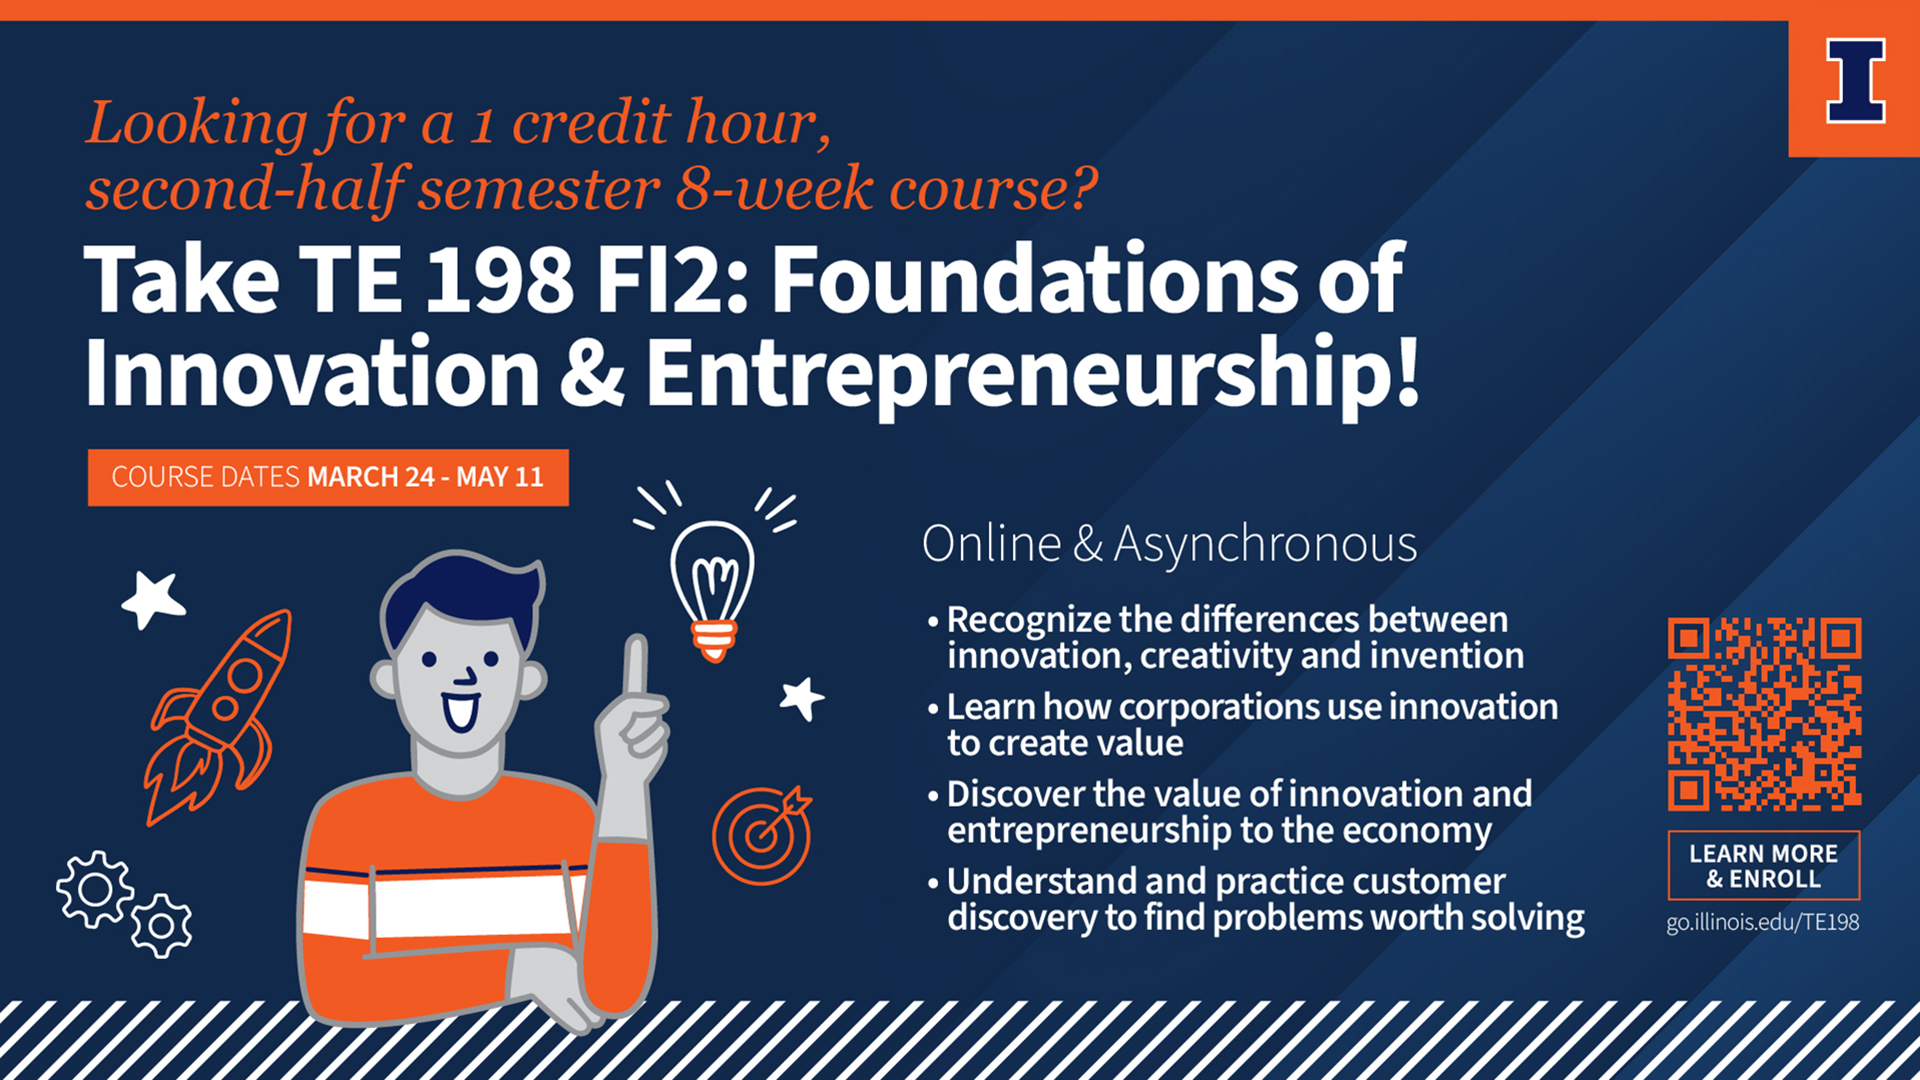 I
Looking for a 1 credit hour,
second-half semester 8-week course?
Take TE 198 FI2: Foundations of
Innovation & Entrepreneurship!
COURSE DATES MARCH 24 - MAY 11
Online & Asynchronous
• Recognize the differences between
innovation, creativity and invention
• Learn how corporations use innovation
to create value
• Discover the value of innovation and
entrepreneurship to the economy
• Understand and practice customer
discovery to find problems worth solving
LEARN MORE
& ENROLL
go.illinois.edu/TE198